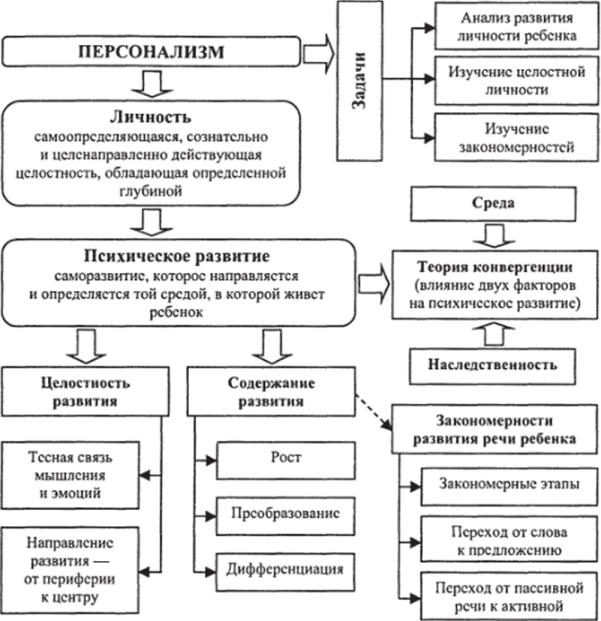 ПЕРСОНАЛИЗМ
Задачи
Анализ развития
личности ребенка
Изучение целостной
личности
Изучение
закономерностей
Личность
самоопределяющаяся, сознательно
и целенаправленно действующая
целостность, обладающая определенной
глубиной
Психическое развитие
саморазвитие, которое направляется
и определяется той средой, в которой живет
ребенок
Среда
Теория конвергенции
(влияние двух факторов
на психическое развитие)
Наследственность
Целостность
развития
Тесная связь
мышления
и эмоций
Направление
развития —
от периферии
к центру
Содержание
развития
Рост
Преобразование
Дифференциация
Закономерности
развития речи ребенка
Закономерные этапы
Переход от слова
к предложению
Переход от пассивной
речи к активной